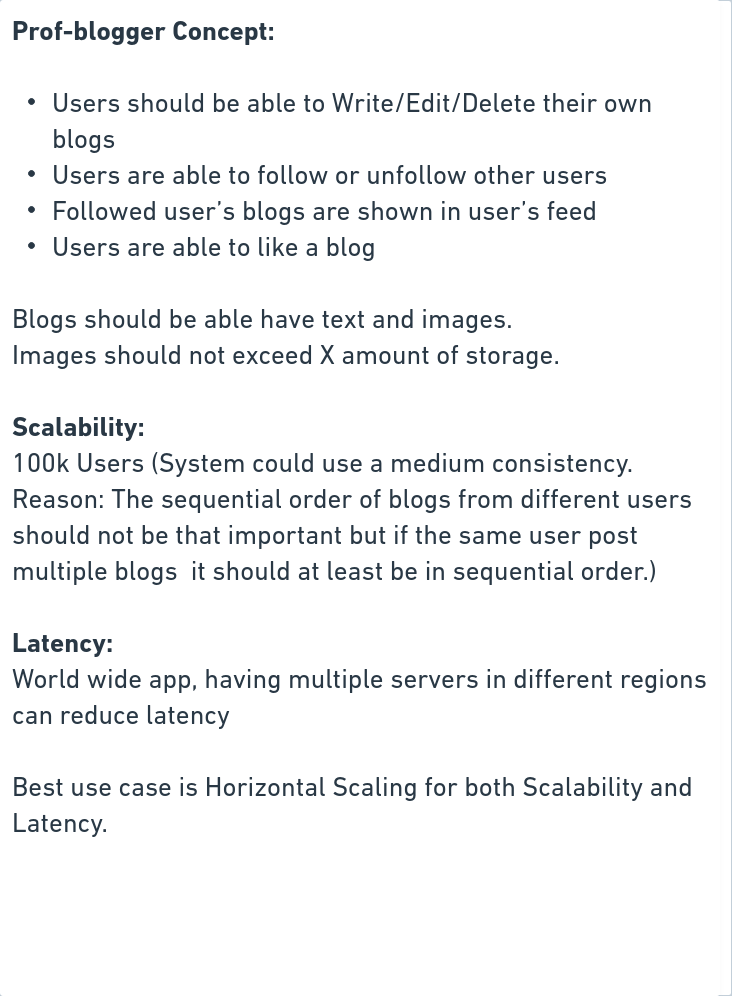 Prof-blogger Concept:
• Users should be able to Write/Edit/Delete their own
blogs
• Users are able to follow or unfollow other users
• Followed user's blogs are shown in user's feed
• Users are able to like a blog
Blogs should be able have text and images.
Images should not exceed X amount of storage.
Scalability:
100k Users (System could use a medium consistency.
Reason: The sequential order of blogs from different users
should not be that important but if the same user post
multiple blogs  it should at least be in sequential order.)
Latency:
World wide app, having multiple servers in different regions
can reduce latency
Best use case is Horizontal Scaling for both Scalability and
Latency.